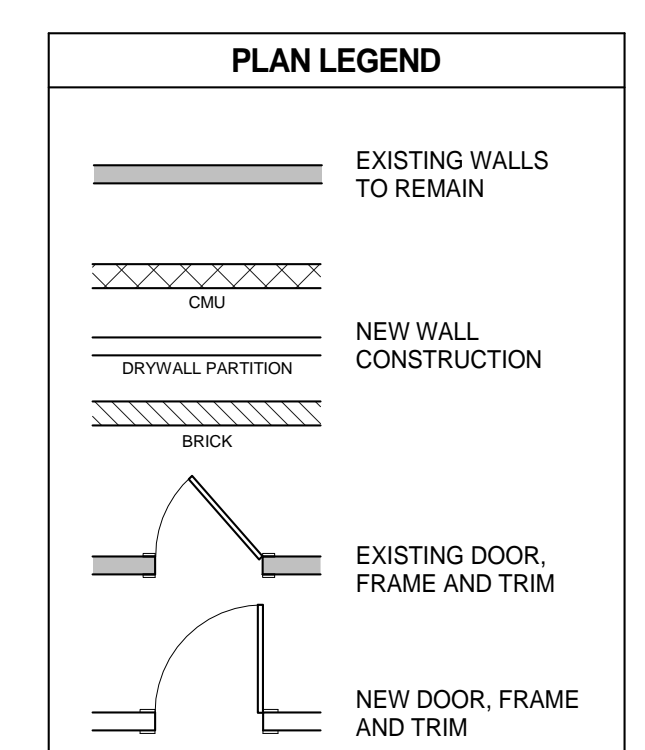 PLAN LEGEND
EXISTING WALLS
TO REMAIN
CMU
DRYWALL PARTITION
BRICK
NEW WALL
CONSTRUCTION
EXISTING DOOR,
FRAME AND TRIM
NEW DOOR, FRAME
AND TRIM